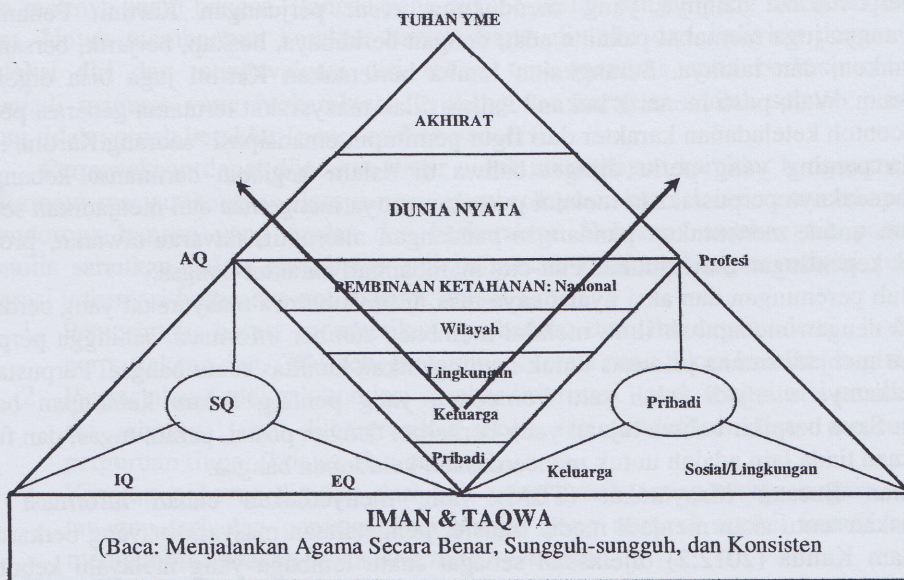 TUHAN YME
AKHIRAT
DUNIA NYATA
AQ
Profesi
PEMBINAAN KETAHANAN: Nasional
Wilayah
Lingkungan
SQ
Keluarga
Pribadi
Pribadi
IQ
EQ
Keluarga
Sosial/Lingkungan
IMAN & TAQWA
(Baca: Menjalankan Agama Secara Benar, Sungguh-sungguh, dan Konsisten